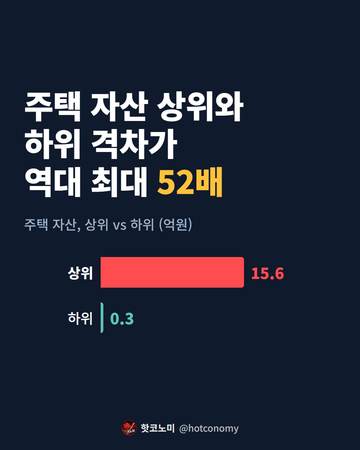 주택 자산 상위와
하위 격차가
역대 최대 52배
주택 자산, 상위 vs 하위 (억원)
상위 15.6
하위 0.3
핫코노미 @hotconomy